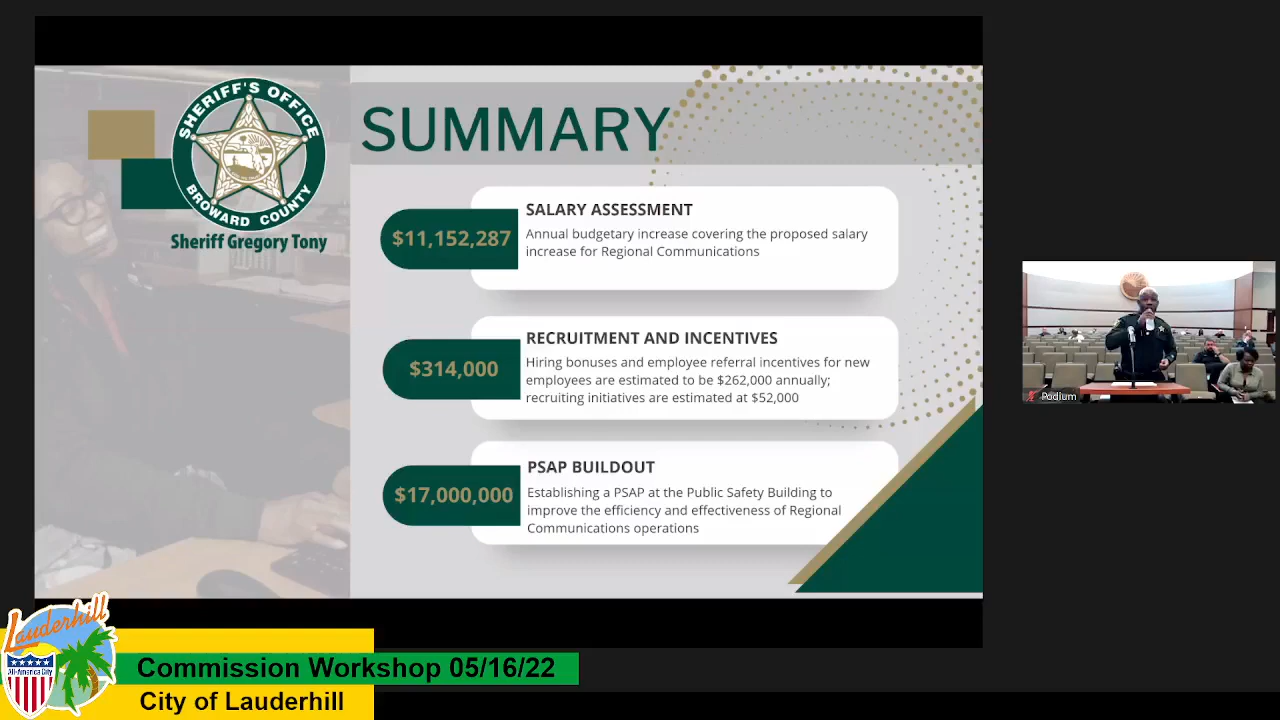 SHERIFF'S OFFICE
BROWARD COUNTY
Sheriff Gregory Tony
SUMMARY
$11,152,287
SALARY ASSESSMENT
Annual budgetary increase covering the proposed salary
increase for Regional Communications
$314,000
RECRUITMENT AND INCENTIVES
Hiring bonuses and employee referral incentives for new
employees are estimated to be $262,000 annually;
recruiting initiatives are estimated at $52,000
$17,000,000
PSAP BUILDOUT
Establishing a PSAP at the Public Safety Building to
improve the efficiency and effectiveness of Regional
Communications operations
Podium
Lauderhill
All-America City
Commission Workshop 05/16/22
City of Lauderhill